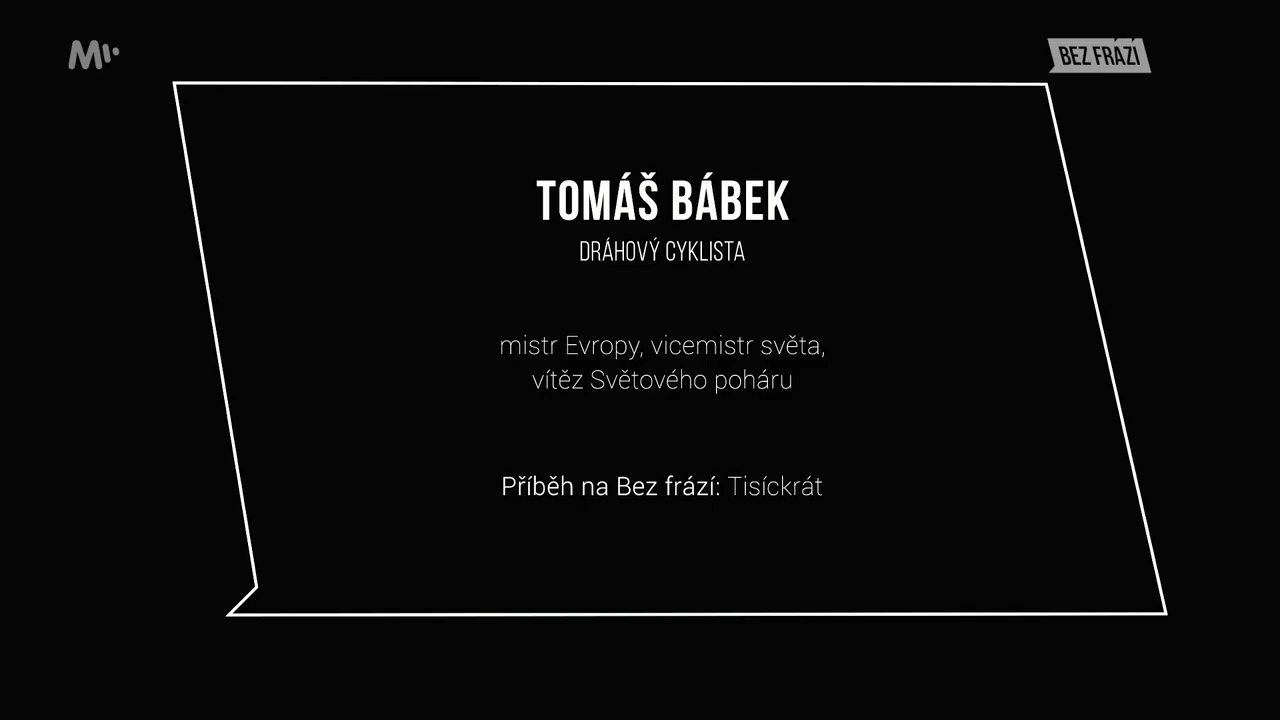 BEZ FRÁZÍ
TOMÁŠ BÁBEK
DRÁHOVÝ CYKLISTA
mistr Evropy, vicemistr světa,
vítěz Světového poháru
Příběh na Bez frází: Tisíckrát